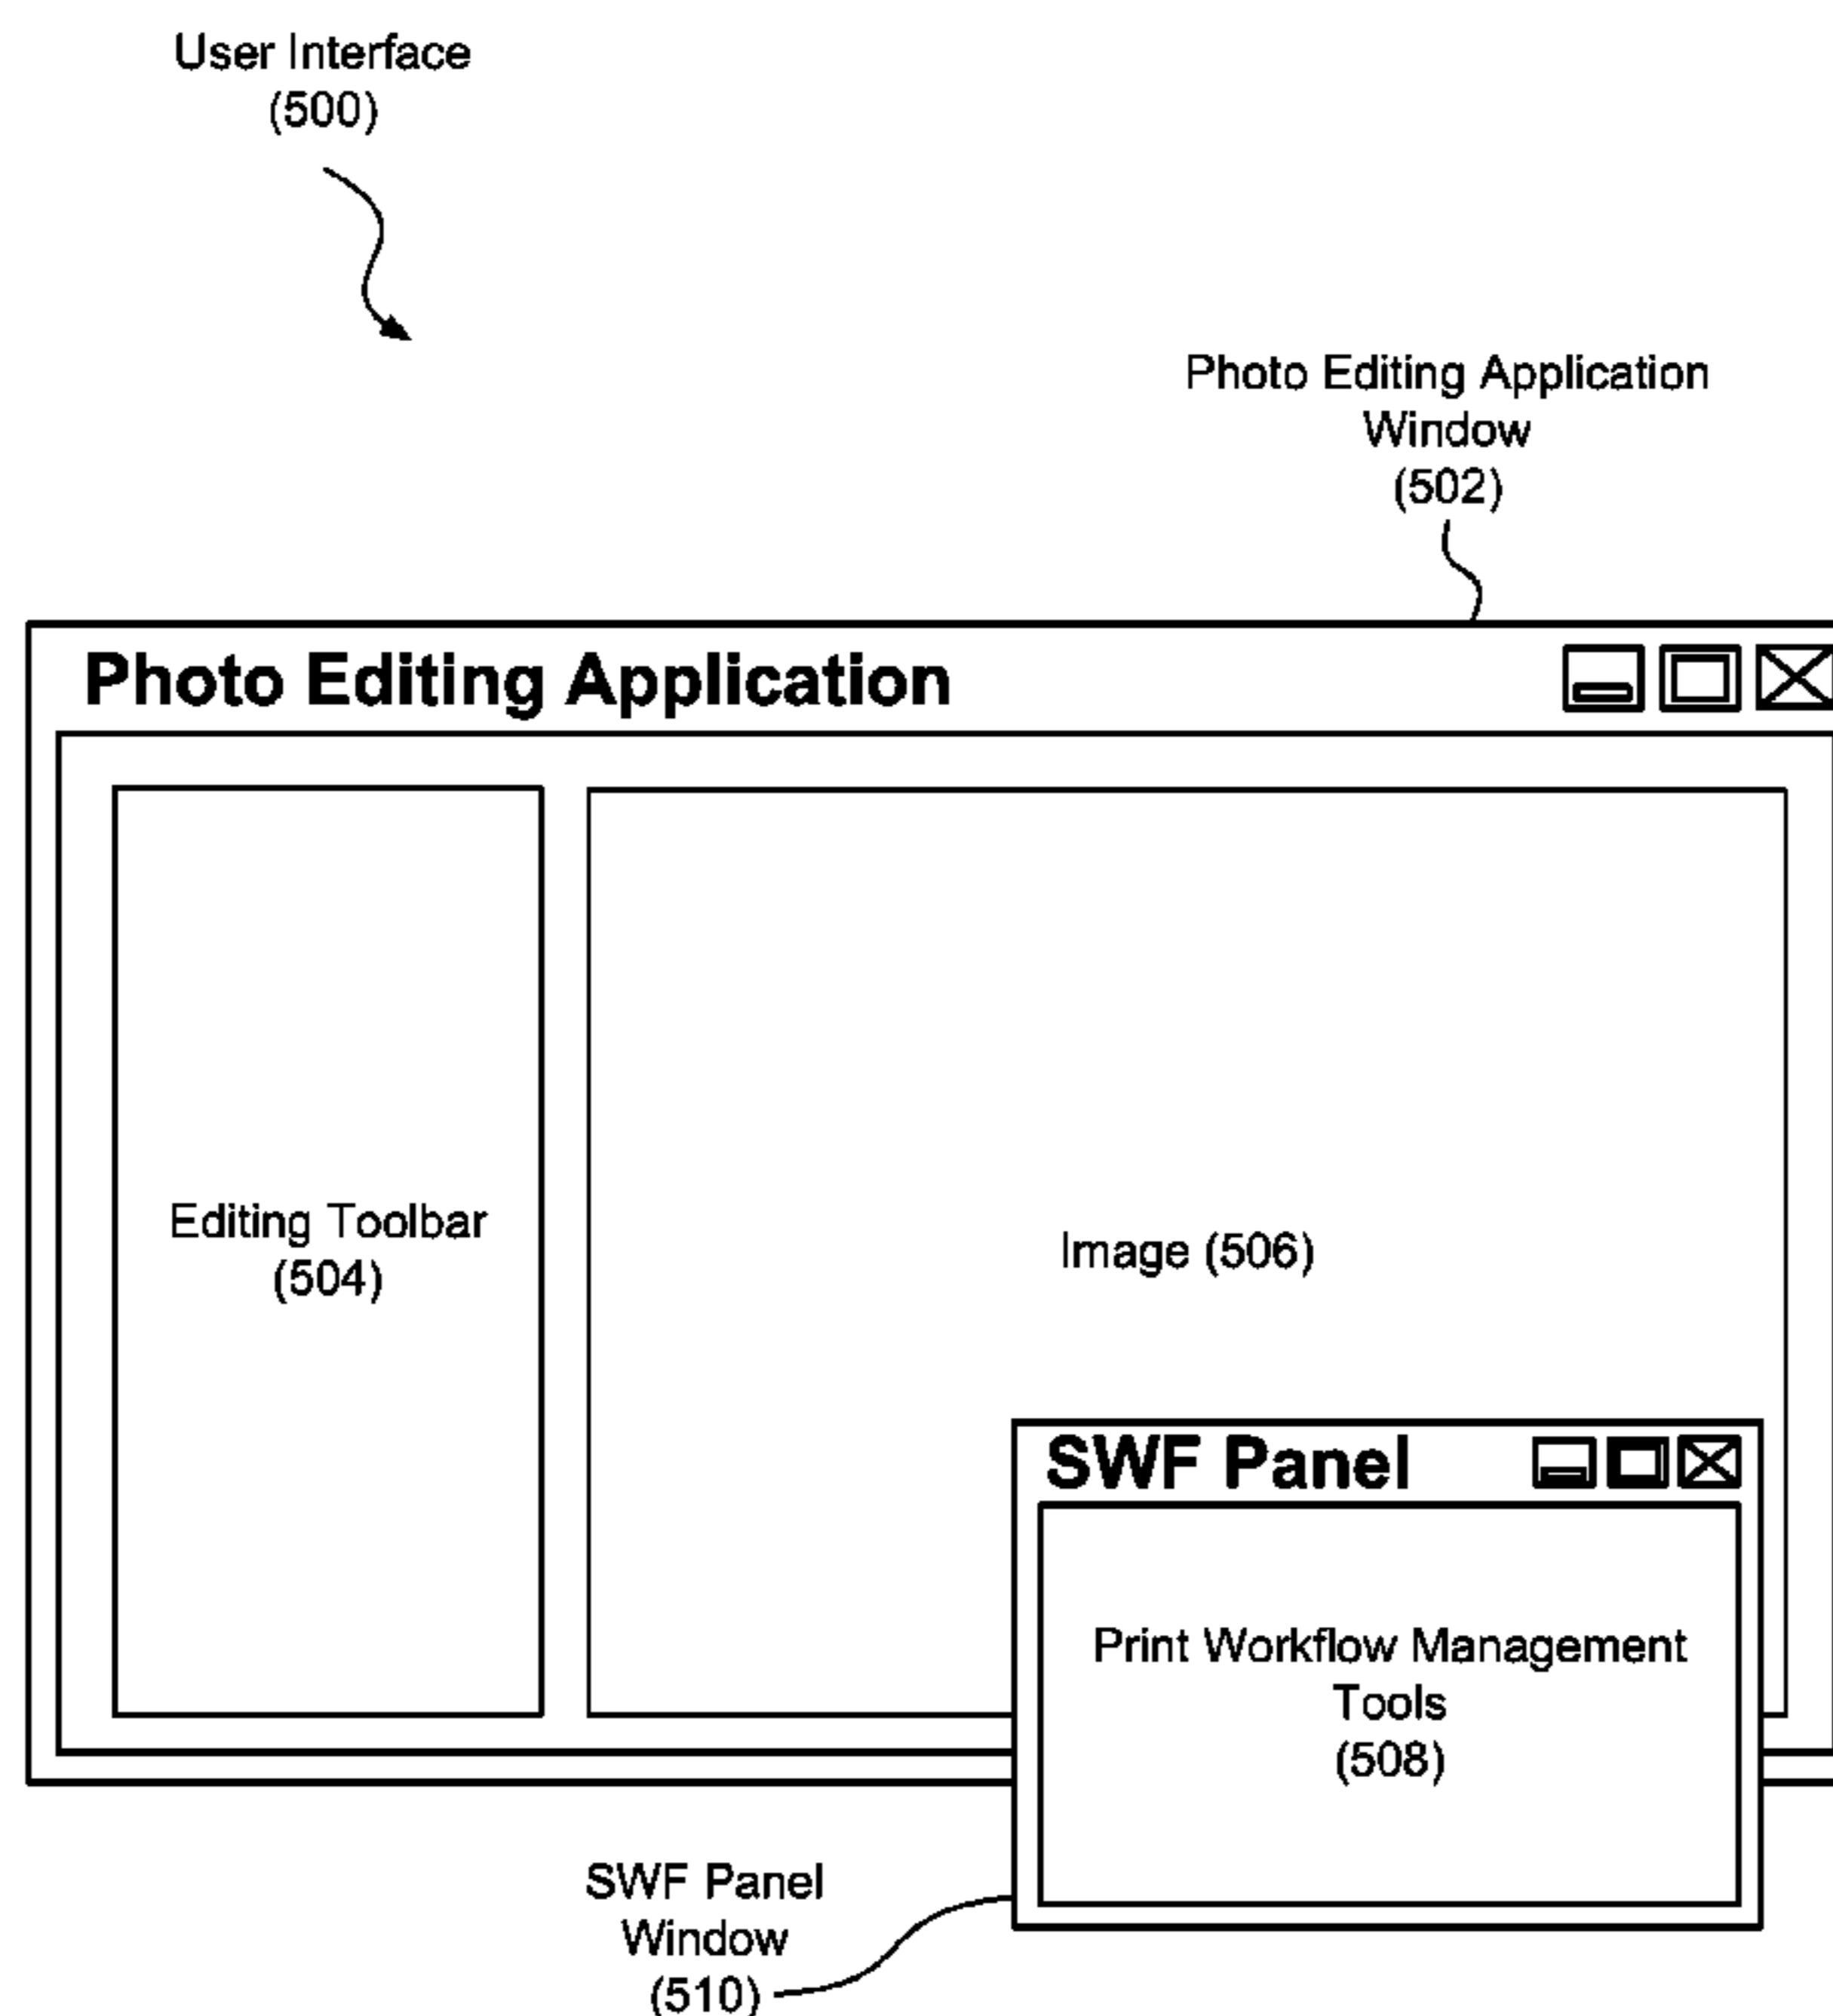 User Interface
(500)
Photo Editing Application
Window
(502)
Photo Editing Application
Editing Toolbar
(504)
Image (506)
SWF Panel
Print Workflow Management
Tools
(508)
SWF Panel
Window
(510)